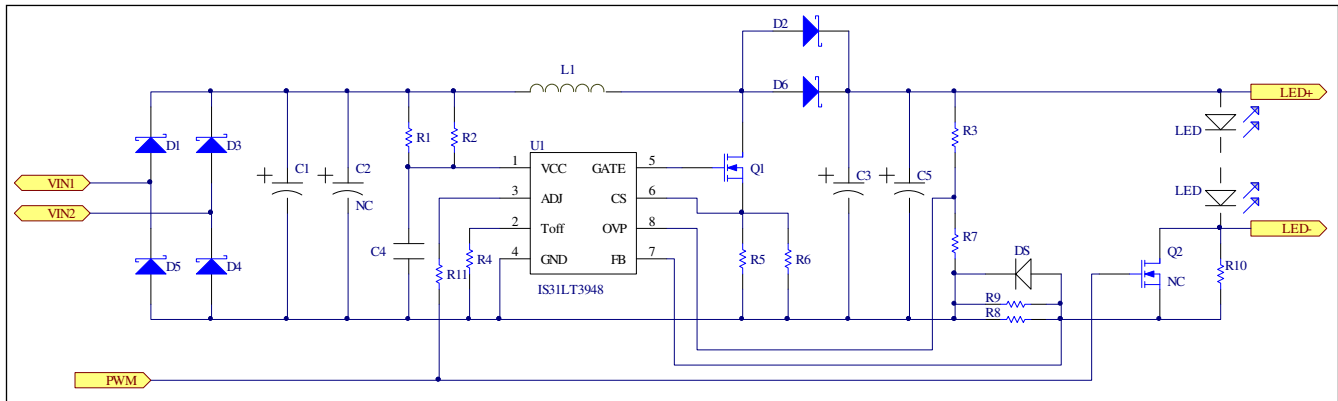 D2
L1
D6
LED+
D1
D3
R1
R2
U1
R3
LED
C1
C2
1
VCC
GATE
5
Q1
C3
C5
VIN1
NC
3
ADJ
CS
6
LED
VIN2
2
Toff
OVP
8
R7
LED-
C4
R4
4
GND
FB
7
R5
R6
DS
Q2
D5
D4
R11
IS31LT3948
NC
R10
R9
R8
PWM